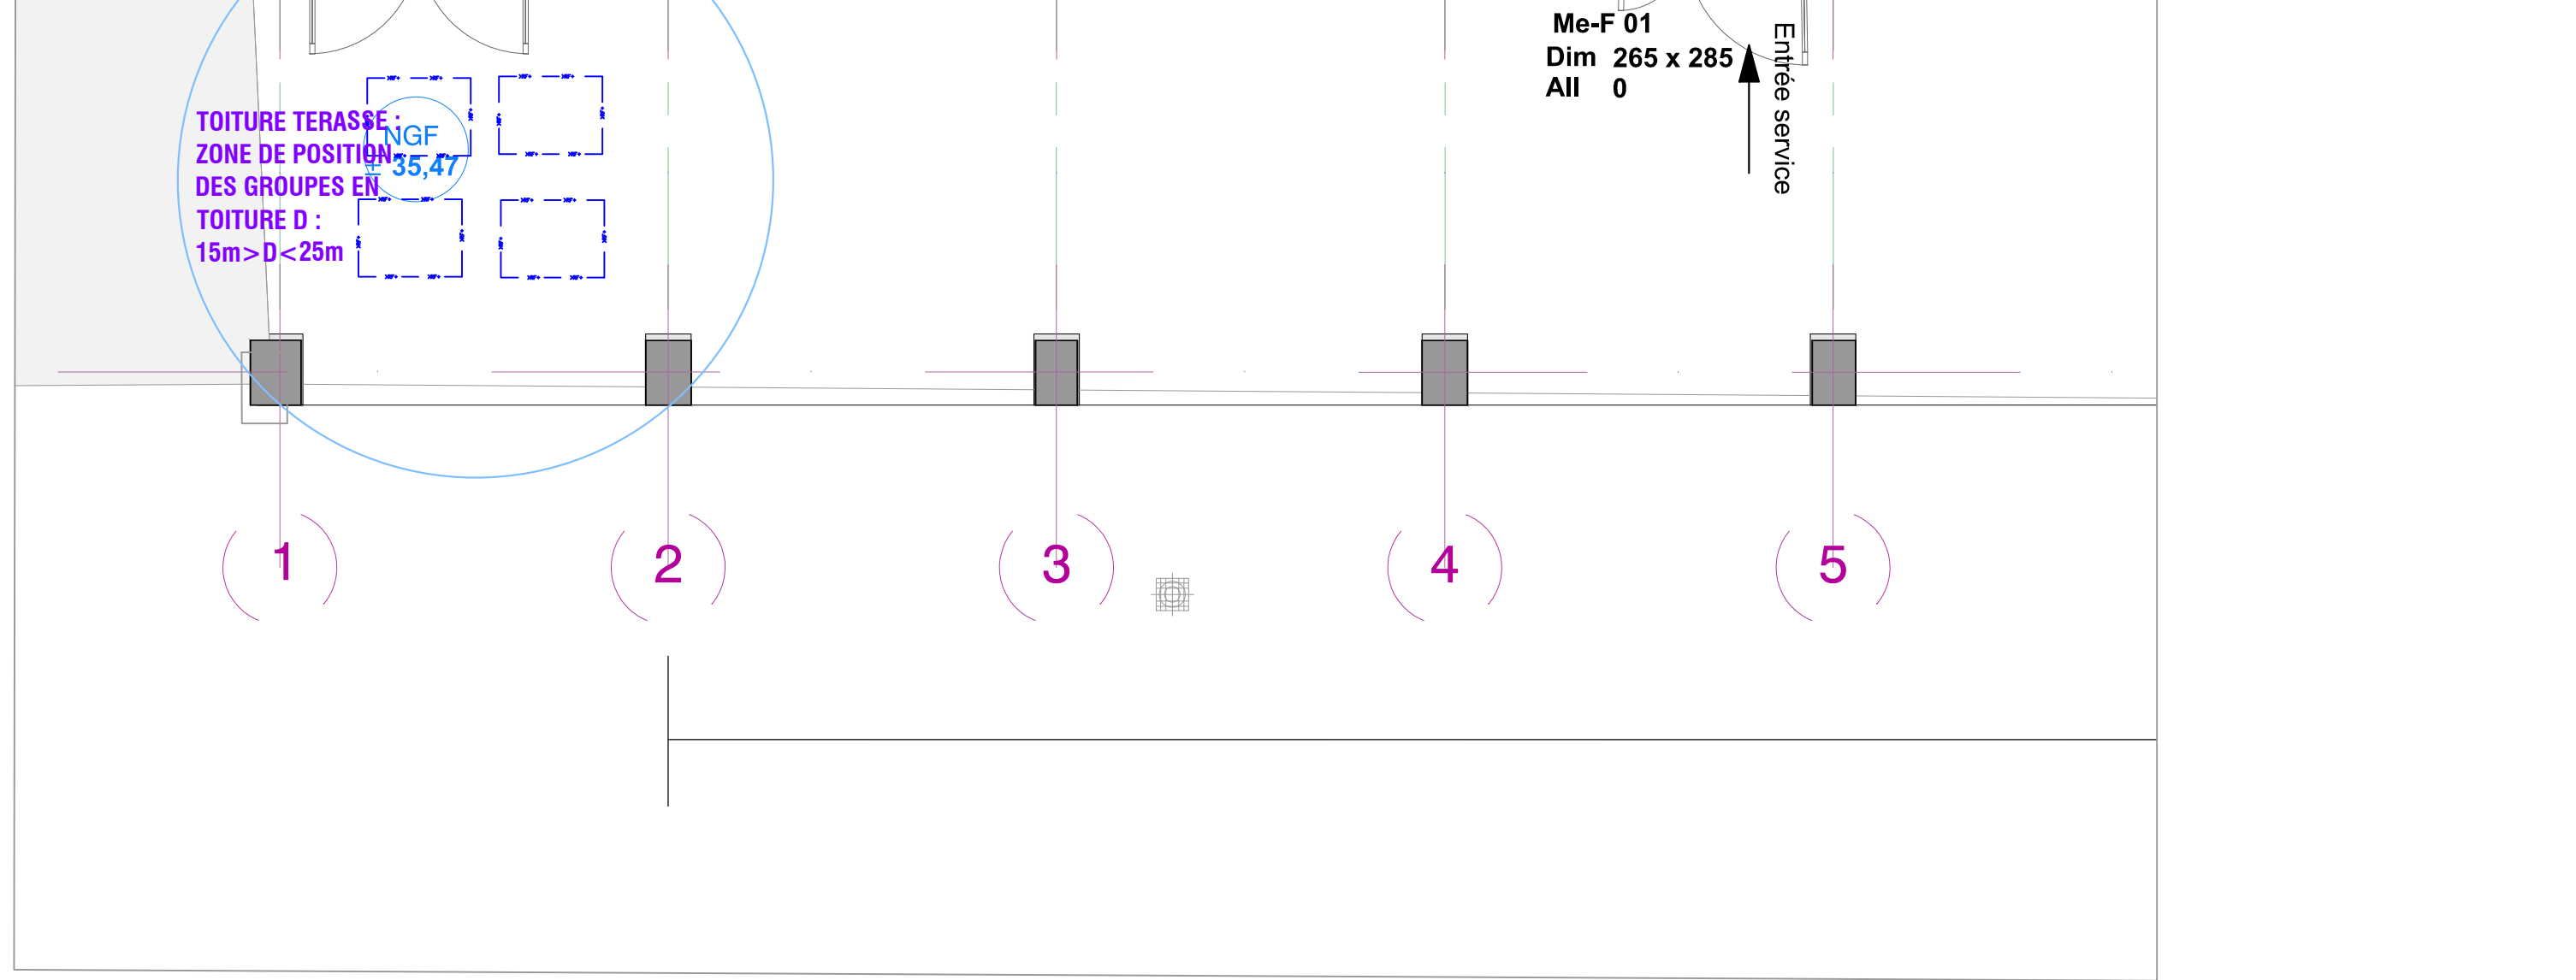 Me-F 01
Dim 265 x 285
All 0
Entrée service
TOITURE TERASSE :
ZONE DE POSITION
DES GROUPES EN
TOITURE D :
15m>D<25m
NGF
35,47
1
2
3
4
5